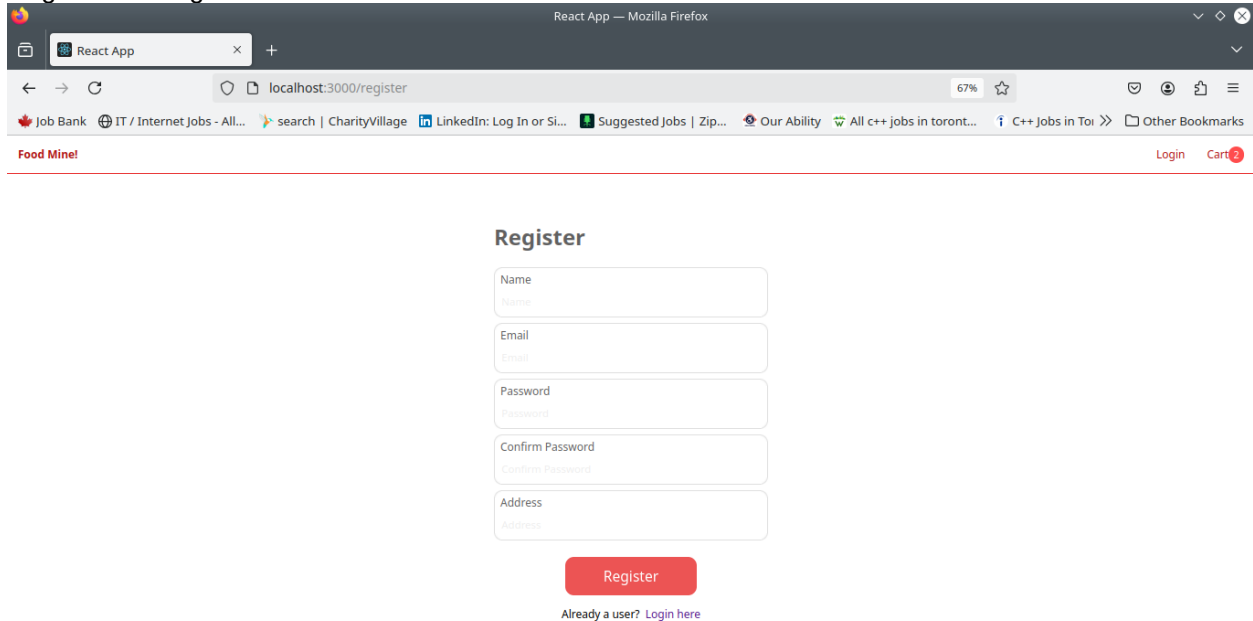 React App — Mozilla Firefox
React App
localhost:3000/register
67%
Job Bank
IT / Internet Jobs - All...
search | CharityVillage
LinkedIn: Log In or Si...
Suggested Jobs | Zip...
Our Ability
All c++ jobs in toront...
C++ Jobs in Tor
Other Bookmarks
Food Mine!
Login
Cart 2
Register
Name
Name
Email
Email
Password
Password
Confirm Password
Confirm Password
Address
Address
Register
Already a user? Login here